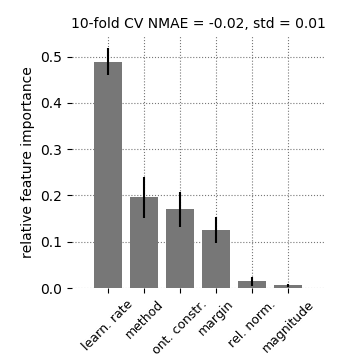 10-fold CV NMAE = -0.02, std = 0.01
relative feature importance
0.5
0.4
0.3
0.2
0.1
0.0
learn. rate
method
ont. constr.
margin
rel. norm.
magnitude